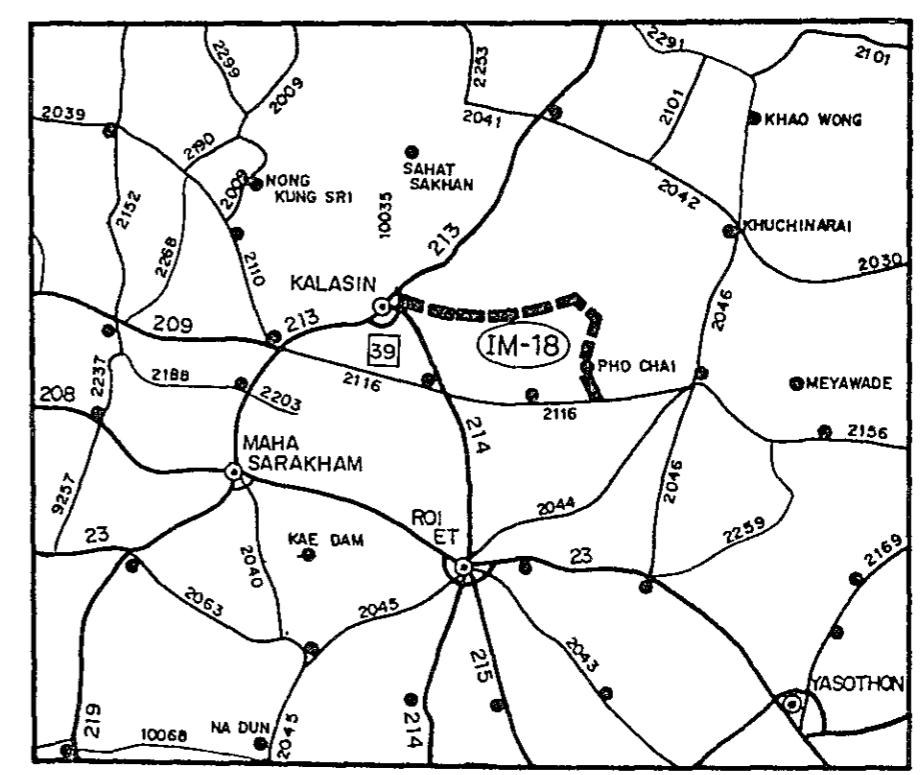 2291
2101
2299
2009
2253
2039
2041
2101
KHAO WONG
2190
SAHAT
SAKHAN
NONG
KUNG SRI
2009
2152
10035
2042
KHUCHINARAI
2268
2110
213
2030
KALASIN
2046
209
213
39
IM-18
PHO CHAI
2237
2188
2116
MEYAWADE
208
2203
2116
214
2156
MAHA
SARAKHAM
2046
9257
ROI
ET
2044
2259
23
KAE DAM
23
2169
2040
2063
2045
2043
215
YASOTHON
219
NA DUN
10068
2045
214